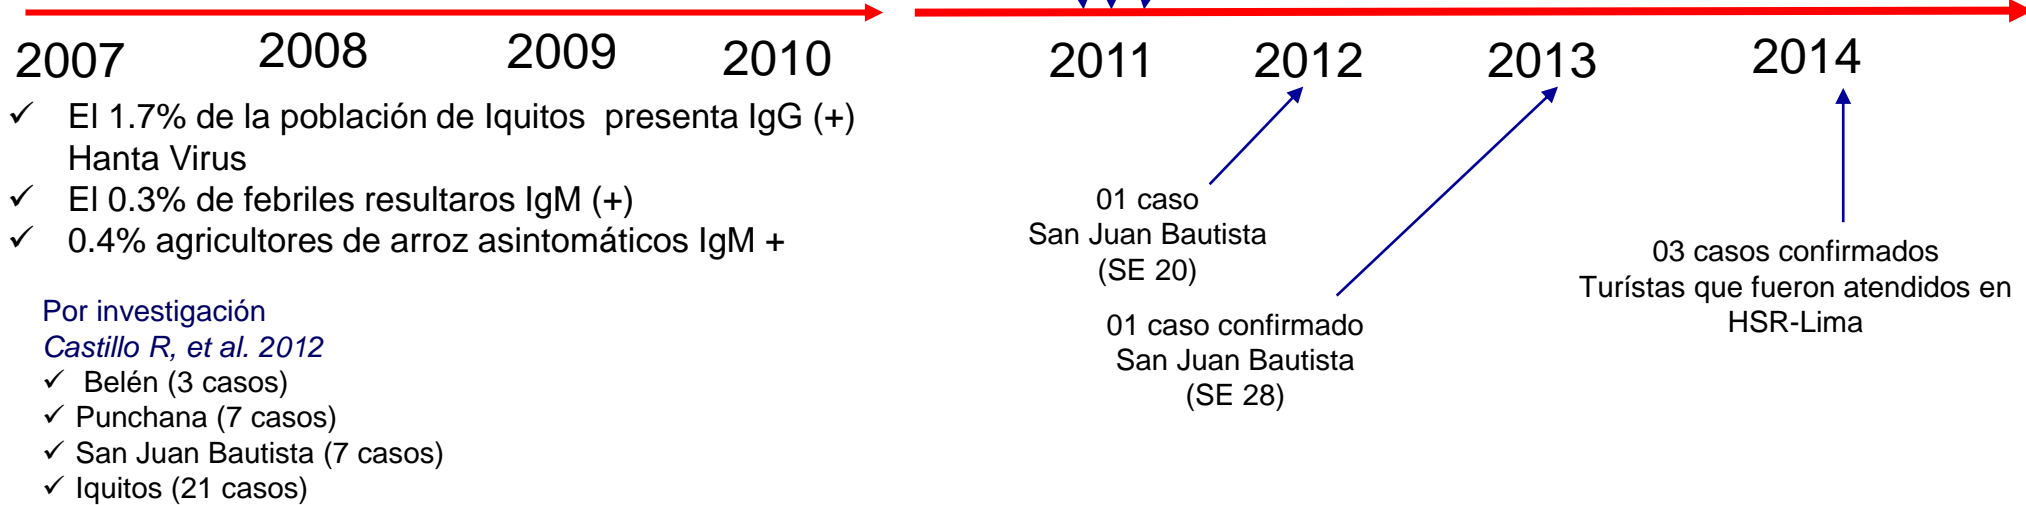 2007 2008 2009 2010 2011 2012 2013 2014
✓ El 1.7% de la población de Iquitos presenta IgG (+)
Hanta Virus
✓ El 0.3% de febriles resultaros IgM (+)
✓ 0.4% agricultores de arroz asintomáticos IgM +
Por investigación
Castillo R, et al. 2012
✓ Belén (3 casos)
✓ Punchana (7 casos)
✓ San Juan Bautista (7 casos)
✓ Iquitos (21 casos)
01 caso
San Juan Bautista
(SE 20)
01 caso confirmado
San Juan Bautista
(SE 28)
03 casos confirmados
Turístas que fueron atendidos en
HSR-Lima